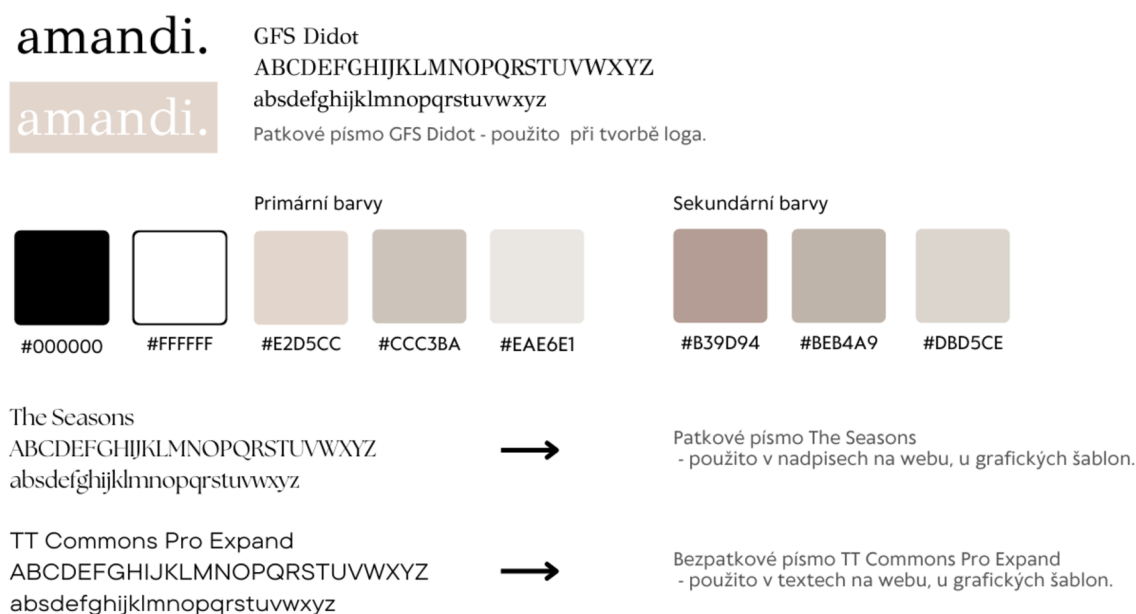 amandi.
amandi.
GFS Didot
ABCDEFGHIJKLMNOPQRSTUVWXYZ
absdefghijklmnopqrstuvwxyz
Patkové písmo GFS Didot - použito při tvorbě loga.
Primární barvy
Sekundární barvy
#000000
#FFFFFF
#E2D5CC
#CCC3BA
#EAE6E1
#B39D94
#BEB4A9
#DBD5CE
The Seasons
ABCDEFGHIJKLMNOPQRSTUVWXYZ
absdefghijklmnopqrstuvwxyz
Patkové písmo The Seasons
- použito v nadpisech na webu, u grafických šablon.
TT Commons Pro Expand
ABCDEFGHIJKLMNOPQRSTUVWXYZ
absdefghijklmnopqrstuvwxyz
Bezpatkové písmo TT Commons Pro Expand
- použito v textech na webu, u grafických šablon.